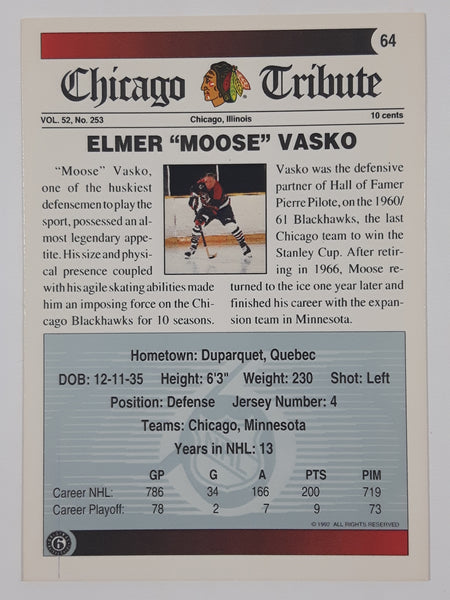 64
Chicago Tribute
VOL. 52, No. 253 Chicago, Illinois 10 cents
ELMER “MOOSE” VASKO
“Moose” Vasko,
one of the huskiest
defensemen to play the
sport, possessed an al-
most legendary appe-
tite. His size and physi-
cal presence coupled
with his agile skating abilities made
him an imposing force on the Chi-
cago Blackhawks for 10 seasons.
Vasko was the defensive
partner of Hall of Famer
Pierre Pilote, on the 1960/
61 Blackhawks, the last
Chicago team to win the
Stanley Cup. After retir-
ing in 1966, Moose re-
turned to the ice one year later and
finished his career with the expan-
sion team in Minnesota.
Hometown: Duparquet, Quebec
DOB: 12-11-35 Height: 6'3" Weight: 230 Shot: Left
Position: Defense Jersey Number: 4
Teams: Chicago, Minnesota
Years in NHL: 13
GP G A PTS PIM
Career NHL: 786 34 166 200 719
Career Playoff: 78 2 7 9 73
© 1992 ALL RIGHTS RESERVED
6